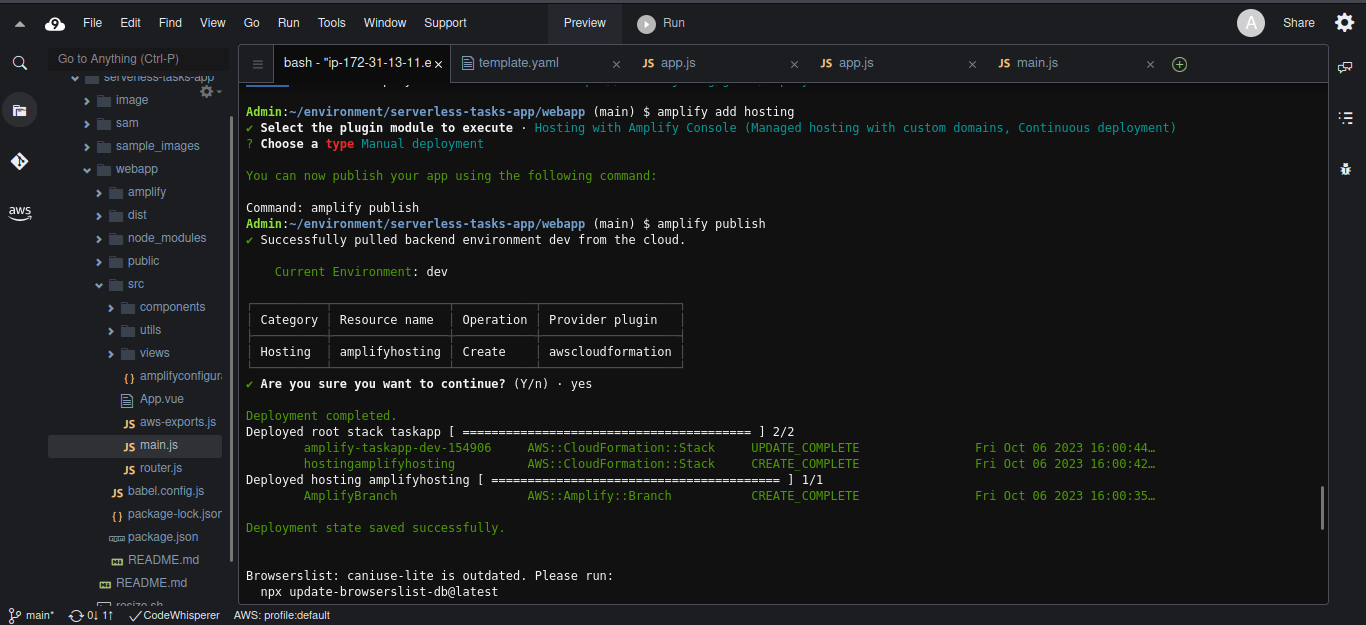 File Edit Find View Go Run Tools Window Support Preview Run A Share
Go to Anything (Ctrl-P)
serverless-tasks-app
image
sam
sample_images
webapp
amplify
dist
node_modules
public
src
components
utils
views
{ } amplifyconfigura
App.vue
JS aws-exports.js
JS main.js
JS router.js
JS babel.config.js
{ } package-lock.json
package.json
README.md
README.md
resize.sh
aws
bash - "ip-172-31-13-11.e × template.yaml × JS app.js × JS app.js × JS main.js ×
Admin:~/environment/serverless-tasks-app/webapp (main) $ amplify add hosting
✔ Select the plugin module to execute · Hosting with Amplify Console (Managed hosting with custom domains, Continuous deployment)
? Choose a type Manual deployment
You can now publish your app using the following command:
Command: amplify publish
Admin:~/environment/serverless-tasks-app/webapp (main) $ amplify publish
✔ Successfully pulled backend environment dev from the cloud.
Current Environment: dev
Category | Resource name | Operation | Provider plugin
Hosting | amplifyhosting | Create | awscloudformation
✔ Are you sure you want to continue? (Y/n) · yes
Deployment completed.
Deployed root stack taskapp [ ======================================== ] 2/2
amplify-taskapp-dev-154906 AWS::CloudFormation::Stack UPDATE_COMPLETE Fri Oct 06 2023 16:00:44…
hostingamplifyhosting AWS::CloudFormation::Stack CREATE_COMPLETE Fri Oct 06 2023 16:00:42…
Deployed hosting amplifyhosting [ ======================================== ] 1/1
AmplifyBranch AWS::Amplify::Branch CREATE_COMPLETE Fri Oct 06 2023 16:00:35…
Deployment state saved successfully.
Browserslist: caniuse-lite is outdated. Please run:
npx update-browserslist-db@latest
main* 0↓ 1↑ ✓CodeWhisperer AWS: profile:default